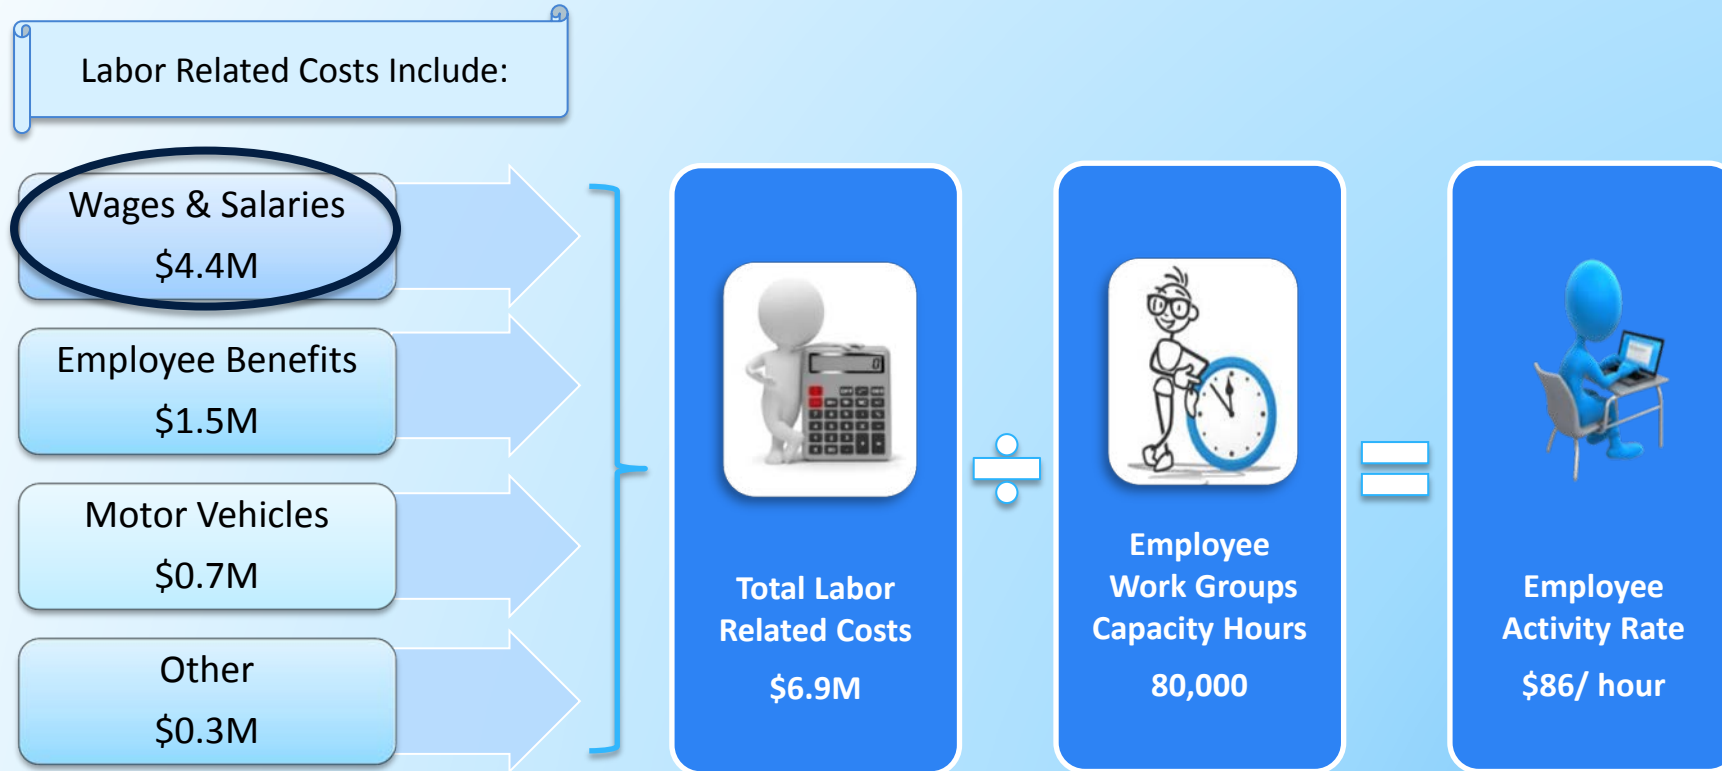 Labor Related Costs Include:
Wages & Salaries
$4.4M
Employee Benefits
$1.5M
Motor Vehicles
$0.7M
Other
$0.3M
Total Labor
Related Costs
$6.9M
Employee
Work Groups
Capacity Hours
80,000
Employee
Activity Rate
$86/ hour